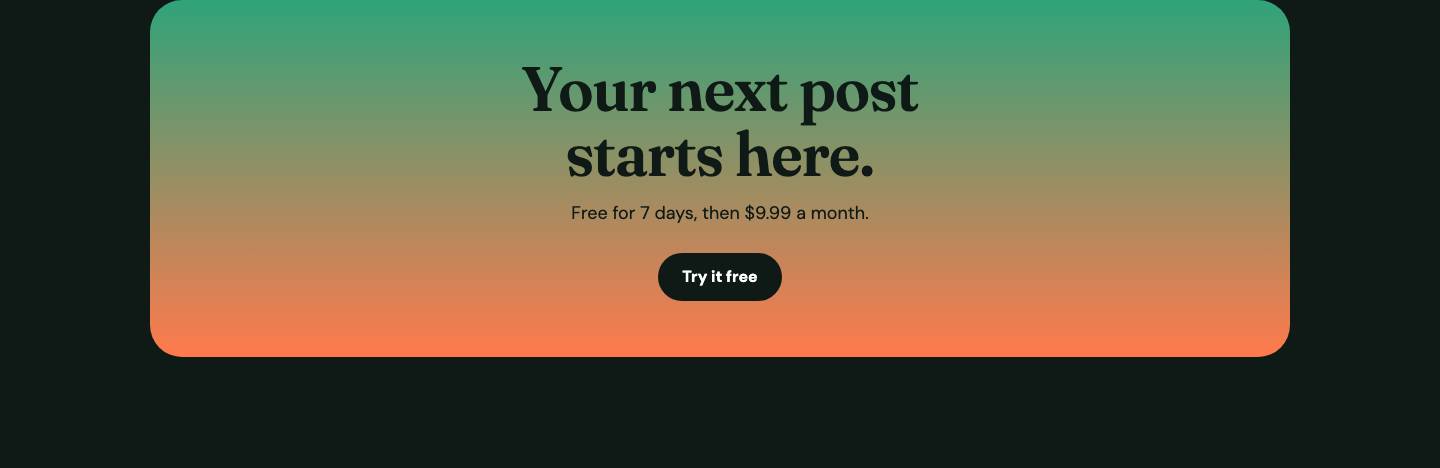 Your next post
starts here.
Free for 7 days, then $9.99 a month.
Try it free